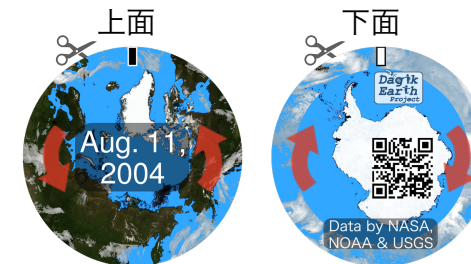 上面
下面
Aug. 11,
2004
Dagik
Earth
Project
Data by NASA,
NOAA & USGS